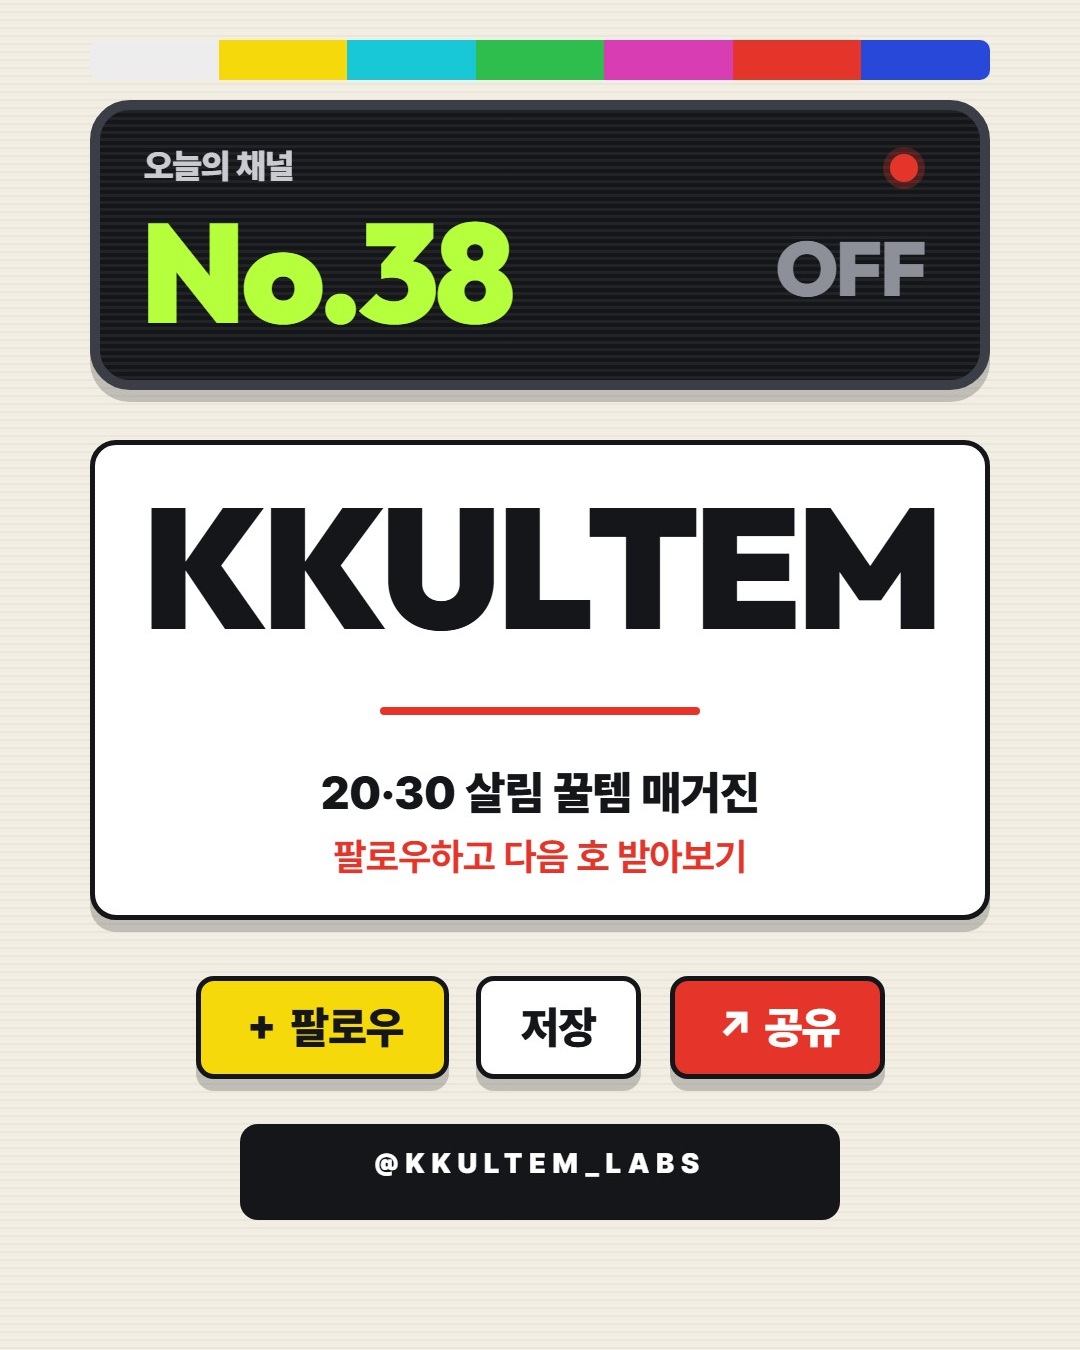 오늘의 채널
No.38
OFF
KKULTEM
20·30 살림 꿀템 매거진
팔로우하고 다음 호 받아보기
+ 팔로우
저장
↗ 공유
@KKULTEM_LABS